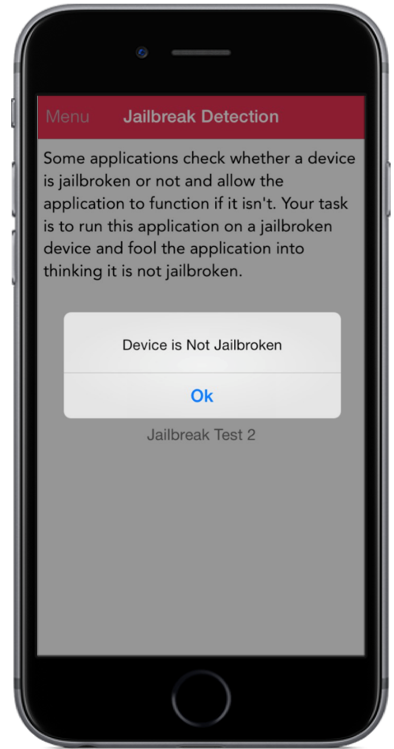 Menu
Jailbreak Detection
Some applications check whether a device
is jailbroken or not and allow the
application to function if it isn't. Your task
is to run this application on a jailbroken
device and fool the application into
thinking it is not jailbroken.
Device is Not Jailbroken
Ok
Jailbreak Test 2